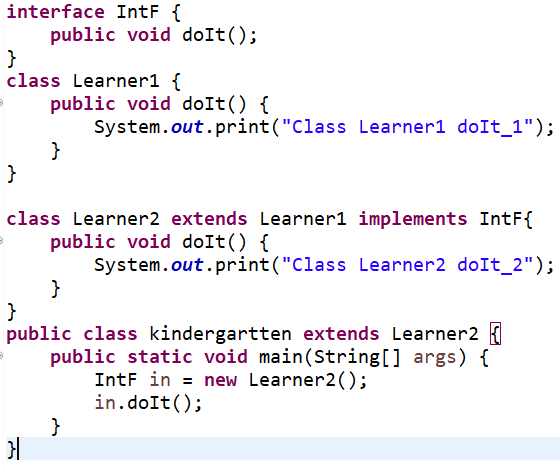 interface IntF {
    public void doIt();
}
class Learner1 {
    public void doIt() {
        System.out.print("Class Learner1 doIt_1");
    }
}

class Learner2 extends Learner1 implements IntF{
    public void doIt() {
        System.out.print("Class Learner2 doIt_2");
    }
}
public class kindergartten extends Learner2 {
    public static void main(String[] args) {
        IntF in = new Learner2();
        in.doIt();
    }
}